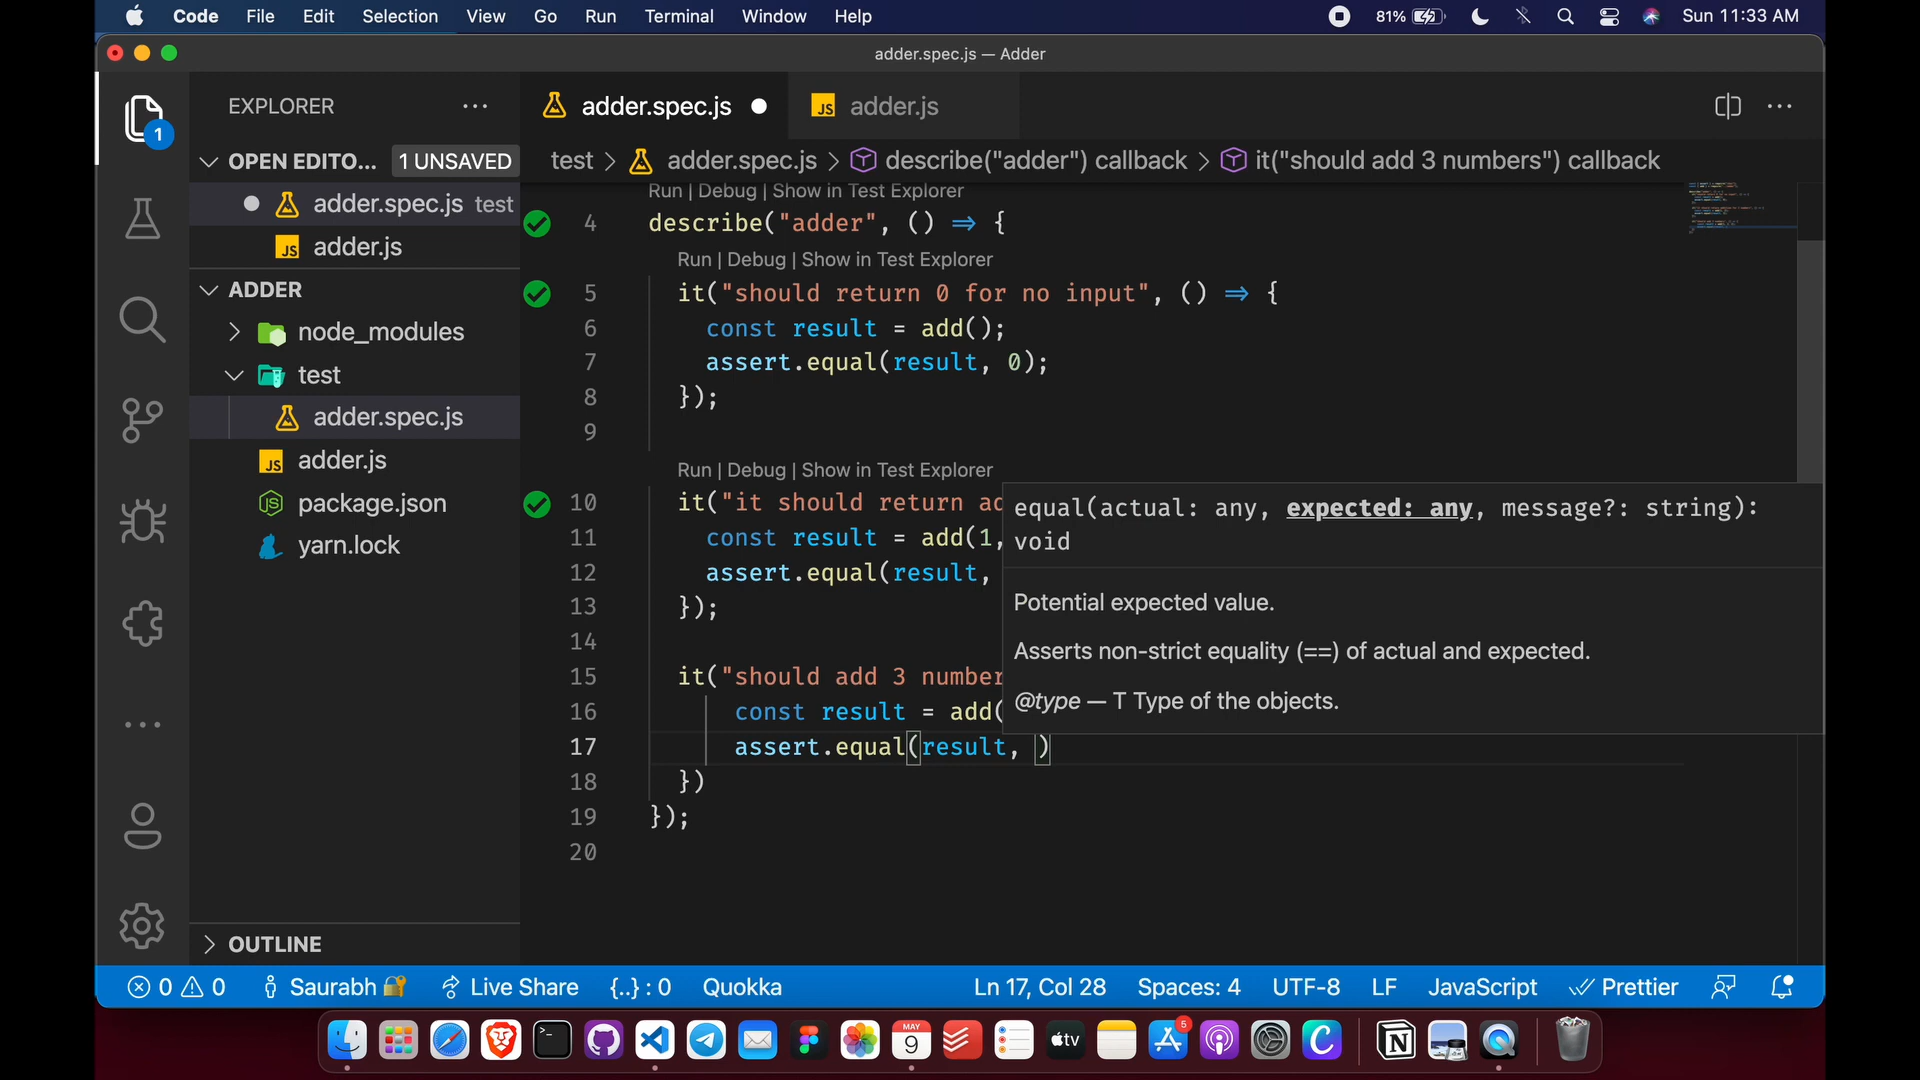 Code File Edit Selection View Go Run Terminal Window Help 81% Sun 11:33 AM
adder.spec.js — Adder
EXPLORER
adder.spec.js
adder.js
OPEN EDITO... 1 UNSAVED
test > adder.spec.js > describe("adder") callback > it("should add 3 numbers") callback
adder.spec.js test
adder.js
ADDER
node_modules
test
adder.spec.js
adder.js
package.json
yarn.lock
OUTLINE
Run | Debug | Show in Test Explorer
4 describe("adder", () => {
Run | Debug | Show in Test Explorer
5 it("should return 0 for no input", () => {
6 const result = add();
7 assert.equal(result, 0);
8 });
9
Run | Debug | Show in Test Explorer
10 it("it should return ad
11 const result = add(1,
12 assert.equal(result,
13 });
14
15 it("should add 3 number
16 const result = add(
17 assert.equal(result, )
18 })
19 });
20
equal(actual: any, expected: any, message?: string):
void
Potential expected value.
Asserts non-strict equality (==) of actual and expected.
@type — T Type of the objects.
0 0 Saurabh Live Share {..} : 0 Quokka Ln 17, Col 28 Spaces: 4 UTF-8 LF JavaScript Prettier
MAY
9
tv
5